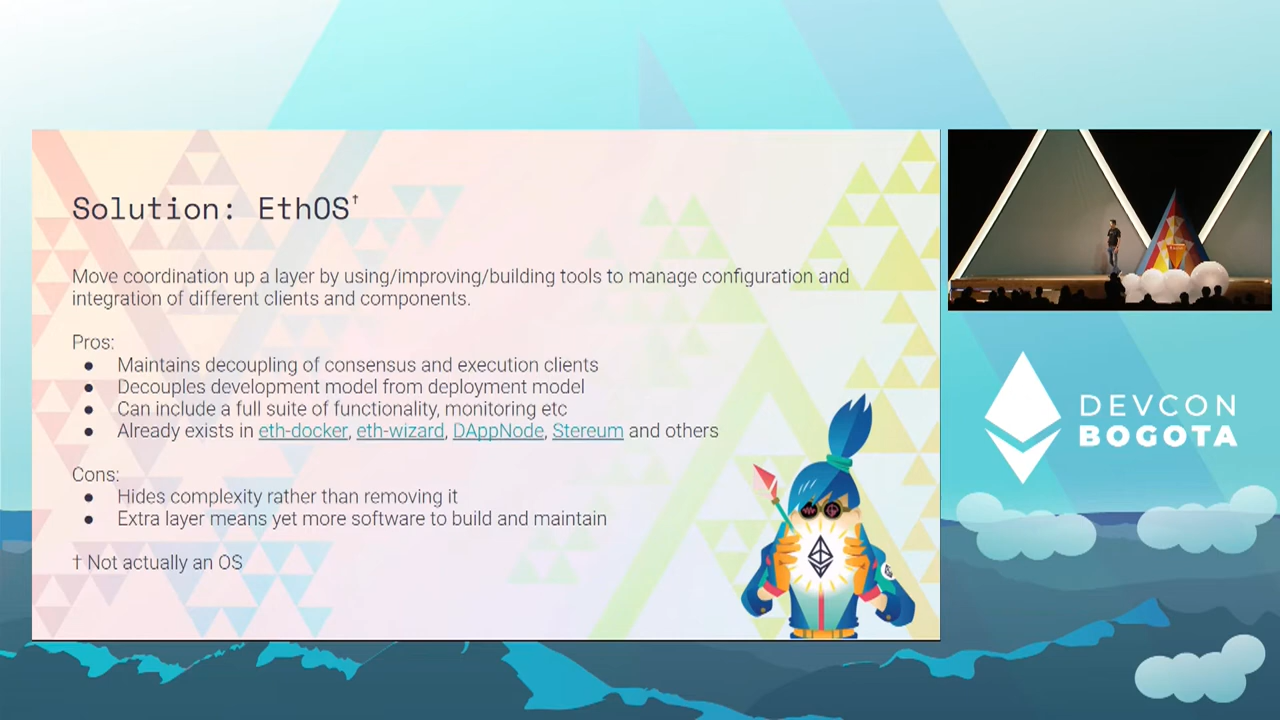 Solution: EthOS†
Move coordination up a layer by using/improving/building tools to manage configuration and
integration of different clients and components.
Pros:
● Maintains decoupling of consensus and execution clients
● Decouples development model from deployment model
● Can include a full suite of functionality, monitoring etc
● Already exists in eth-docker, eth-wizard, DAppNode, Stereum and others
Cons:
● Hides complexity rather than removing it
● Extra layer means yet more software to build and maintain
† Not actually an OS
DEVCON
BOGOTA